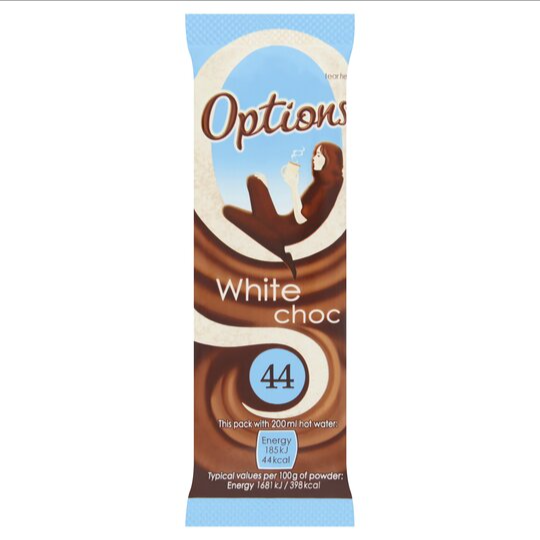 Options
White
choc
44
This pack with 200ml hot water:
Energy
185kJ
44kcal
Typical values per 100g of powder:
Energy 1681kJ / 398kcal